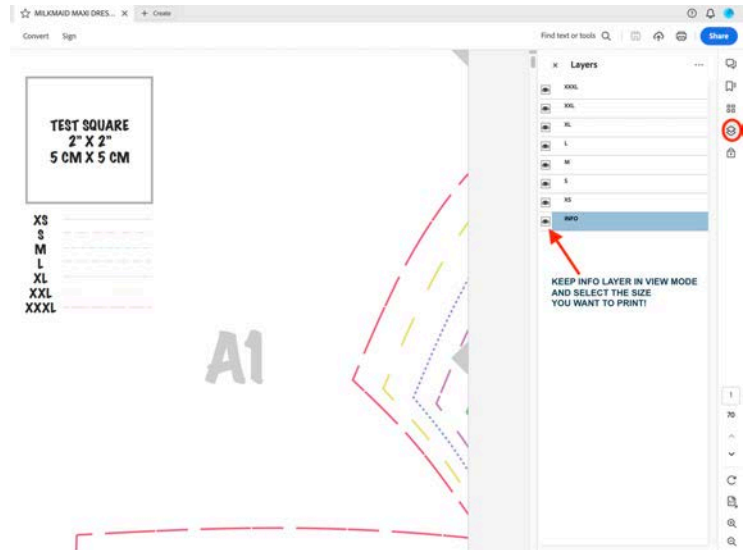 MILKMAID MAXI DRES...
+ Create
Convert Sign
Find text or tools
Share
TEST SQUARE
2" X 2"
5 CM X 5 CM
XS
S
M
L
XL
XXL
XXXL
A1
Layers
XXXL
XXL
XL
L
M
S
XS
INFO
KEEP INFO LAYER IN VIEW MODE
AND SELECT THE SIZE
YOU WANT TO PRINT!
1
70